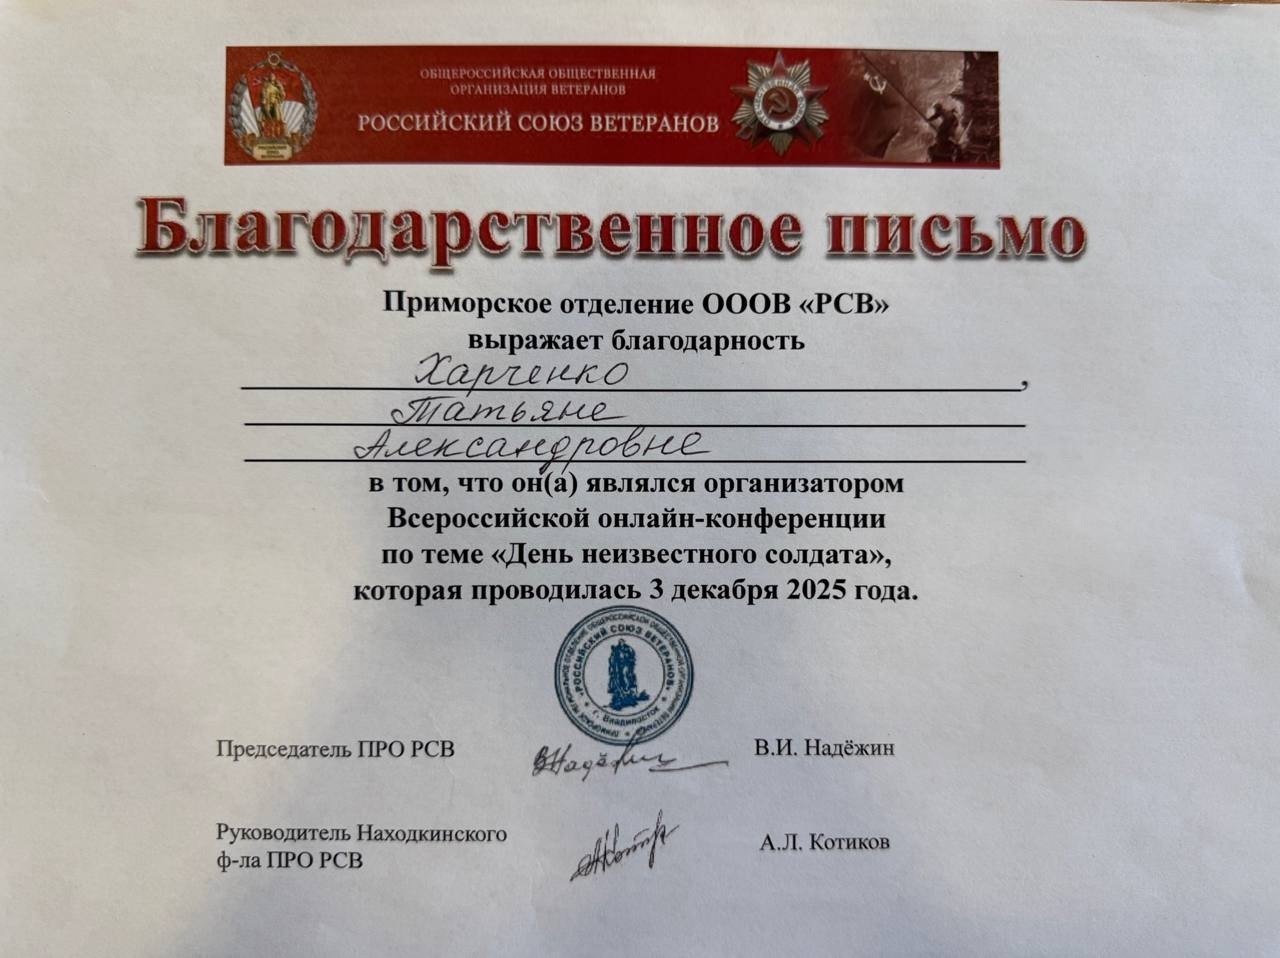 ОБЩЕРОССИЙСКАЯ ОБЩЕСТВЕННАЯ
ОРГАНИЗАЦИЯ ВЕТЕРАНОВ
РОССИЙСКИЙ СОЮЗ ВЕТЕРАНОВ
Благодарственное письмо
Приморское отделение ОООВ «РСВ»
выражает благодарность
Харченко,
Татьяне
Александровне
в том, что он(а) являлся организатором
Всероссийской онлайн-конференции
по теме «День неизвестного солдата»,
которая проводилась 3 декабря 2025 года.
РОССИЙСКИЙ СОЮЗ ВЕТЕРАНОВ
г. Владивосток
Председатель ПРО РСВ В.И. Надёжин
Руководитель Находкинского
ф-ла ПРО РСВ А.Л. Котиков